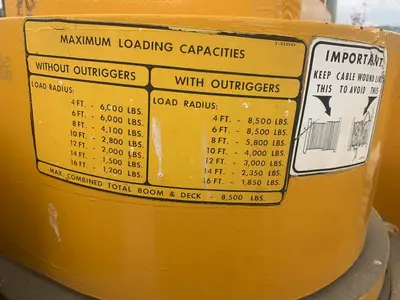 MAXIMUM LOADING CAPACITIES
WITHOUT OUTRIGGERS
LOAD RADIUS:
4 FT. - 6,000 LBS.
6 FT. - 6,000 LBS.
8 FT. - 4,100 LBS.
10 FT. - 2,800 LBS.
12 FT. - 2,000 LBS.
14 FT. - 1,500 LBS.
16 FT. - 1,200 LBS.
WITH OUTRIGGERS
LOAD RADIUS:
4 FT. - 8,500 LBS.
6 FT. - 8,500 LBS.
8 FT. - 5,800 LBS.
10 FT. - 4,000 LBS.
12 FT. - 3,000 LBS.
14 FT. - 2,350 LBS.
16 FT. - 1,850 LBS.
MAX. COMBINED TOTAL BOOM & DECK - 8,500 LBS.
IMPORTANT
KEEP CABLE WOUND
THIS TO AVOID THIS